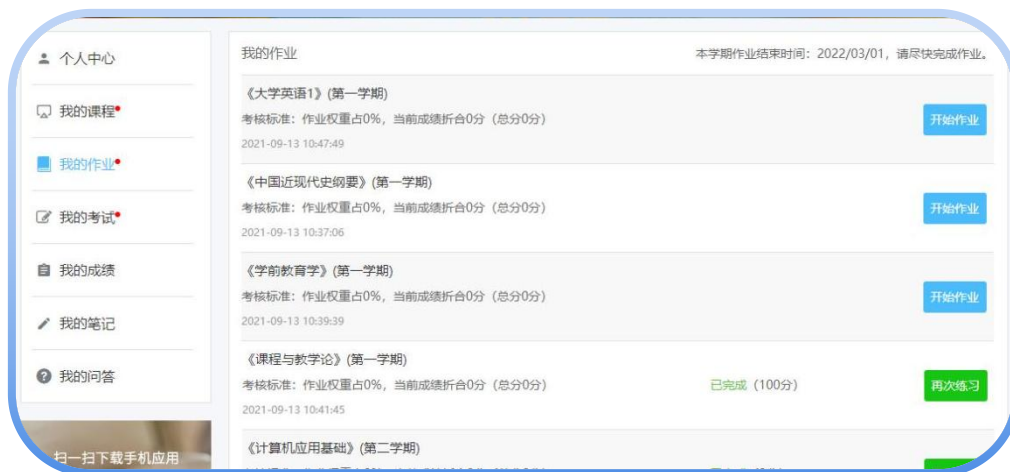 个人中心
我的课程
我的作业
我的考试
我的成绩
我的笔记
我的问答
扫一扫下载手机应用
我的作业
本学期作业结束时间：2022/03/01，请尽快完成作业。
《大学英语1》(第一学期)
考核标准：作业权重占0%，当前成绩折合0分（总分0分）
开始作业
2021-09-13 10:47:49
《中国近现代史纲要》(第一学期)
考核标准：作业权重占0%，当前成绩折合0分（总分0分）
开始作业
2021-09-13 10:37:06
《学前教育学》(第一学期)
考核标准：作业权重占0%，当前成绩折合0分（总分0分）
开始作业
2021-09-13 10:39:39
《课程与教学论》(第一学期)
考核标准：作业权重占0%，当前成绩折合0分（总分0分）
已完成（100分）
再次练习
2021-09-13 10:41:45
《计算机应用基础》(第二学期)